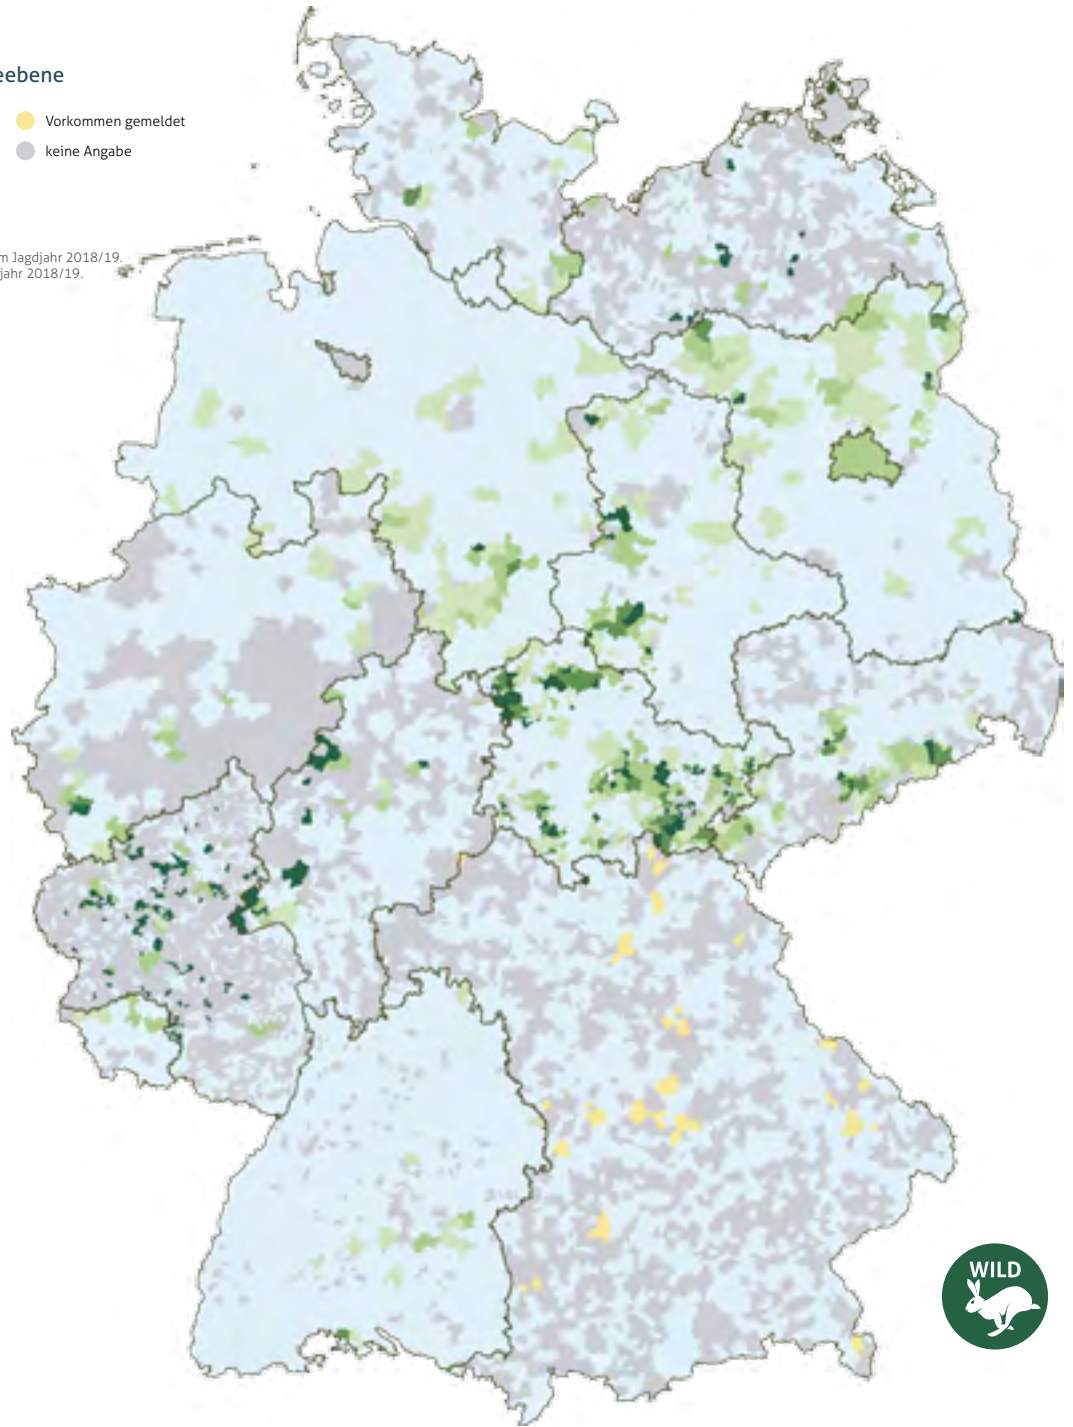 eebene
Vorkommen gemeldet
keine Angabe
m Jagdjahr 2018/19.
jahr 2018/19.
WILD